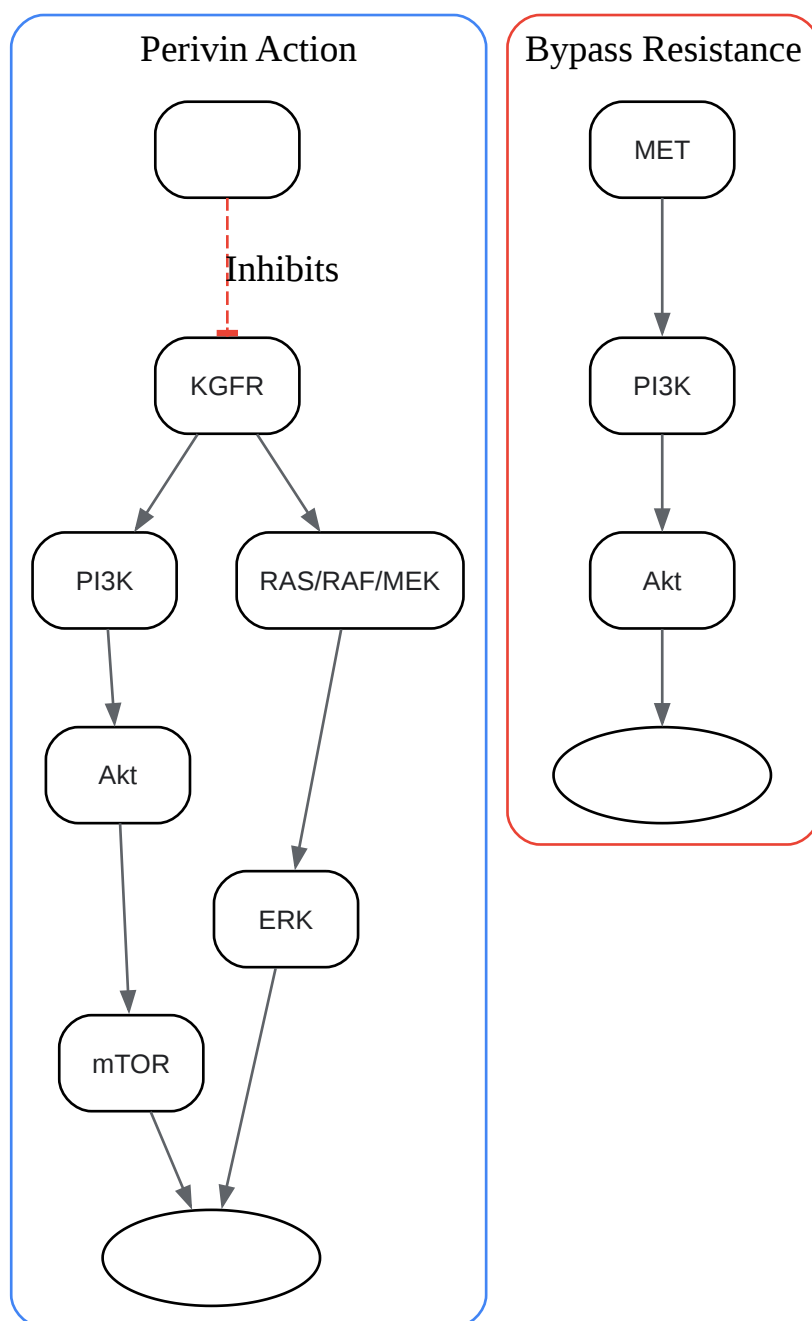 Perivin Action
Inhibits
KGFR
PI3K
RAS/RAF/MEK
Akt
ERK
mTOR
Bypass Resistance
MET
PI3K
Akt